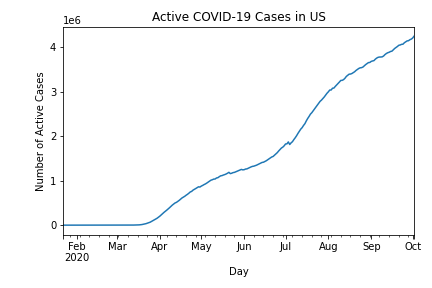 Active COVID-19 Cases in US
1e6
4
3
2
1
0
Number of Active Cases
Feb Mar Apr May Jun Jul Aug Sep Oct
2020
Day